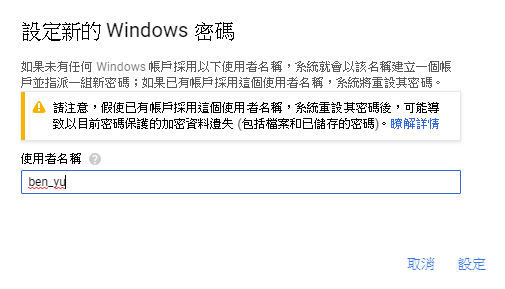 設定新的 Windows 密碼
如果未有任何 Windows 帳戶採用以下使用者名稱，系統就會以該名稱建立一個帳
戶並指派一組新密碼；如果已有帳戶採用這個使用者名稱，系統將重設其密碼。
請注意，假使已有帳戶採用這個使用者名稱，系統重設其密碼後，可能導
致以目前密碼保護的加密資料遺失 (包括檔案和已儲存的密碼)。瞭解詳情
使用者名稱 ?
ben_yu
取消 設定